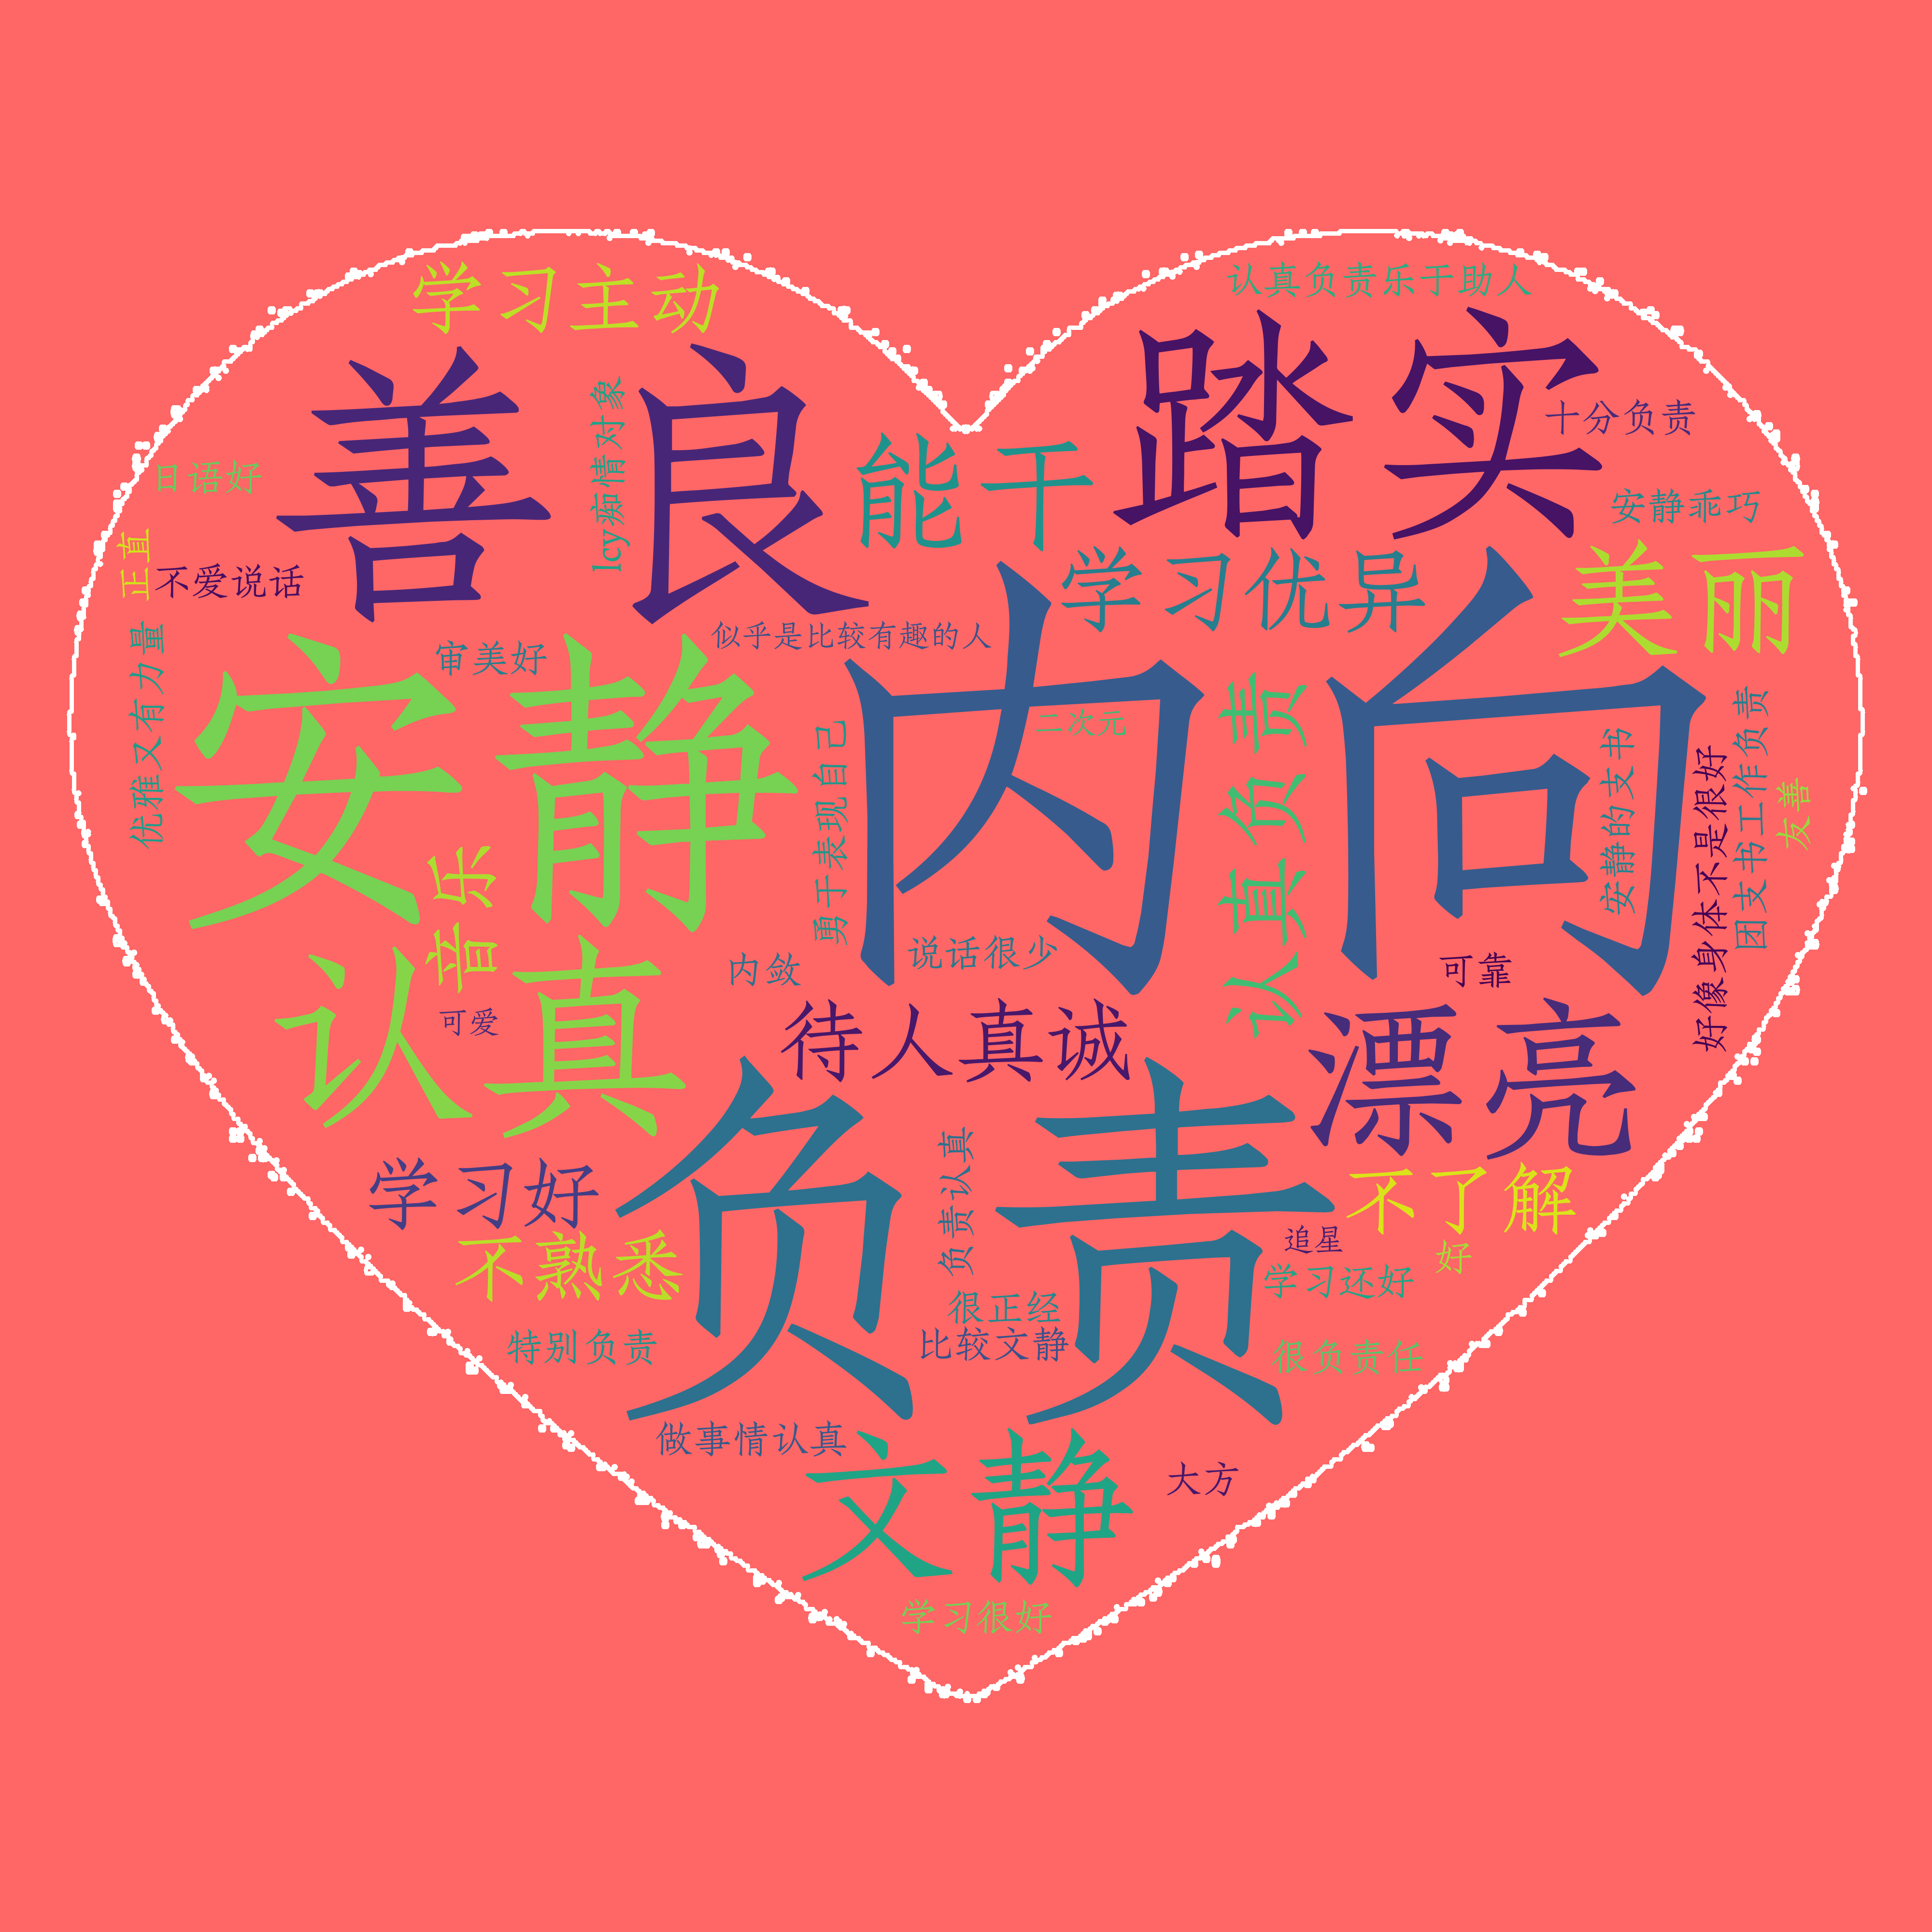 学习主动
认真负责乐于助人
善良
踏实
lcy痴情对象
十分负责
能干
日语好
安静乖巧
正直
不爱说话
学习优异
美丽
内向
似乎是比较有趣的人
审美好
优雅又有力量
安静
二次元
认真负责
勇于表现自己
安静的支书
好像身体不是很好
团支书工作负责
友善
音乐
认真
内敛
说话很少
可靠
可爱
待人真诚
漂亮
负责
学习好
负责认真
不了解
不熟悉
追星
好
学习还好
很正经
比较文静
特别负责
很负责任
做事情认真
文静
大方
学习很好